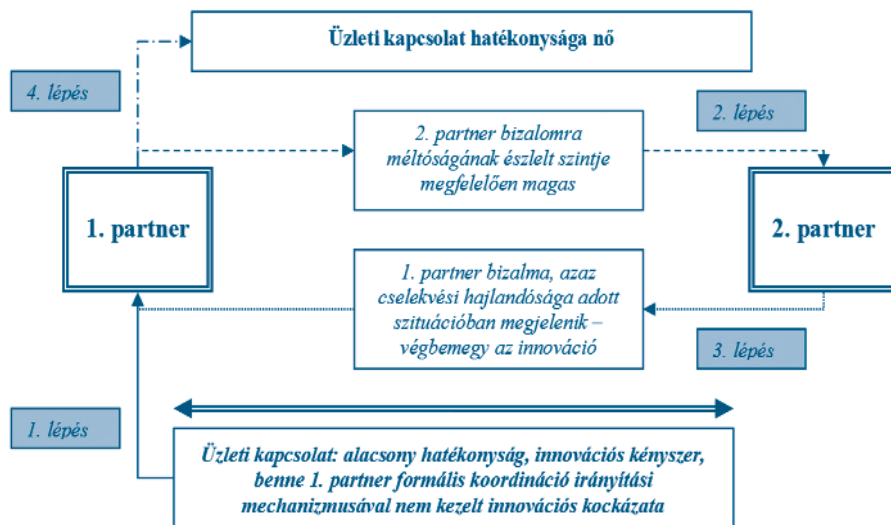 Üzleti kapcsolat hatékonysága nő
4. lépés
2. lépés
2. partner bizalomra
méltóságának észlelt szintje
megfelelően magas
1. partner
2. partner
1. partner bizalma, azaz
cselekvési hajlandósága adott
szituációban megjelenik –
végbemegy az innováció
3. lépés
1. lépés
Üzleti kapcsolat: alacsony hatékonyság, innovációs kényszer,
benne 1. partner formális koordináció irányítási
mechanizmusával nem kezelt innovációs kockázata